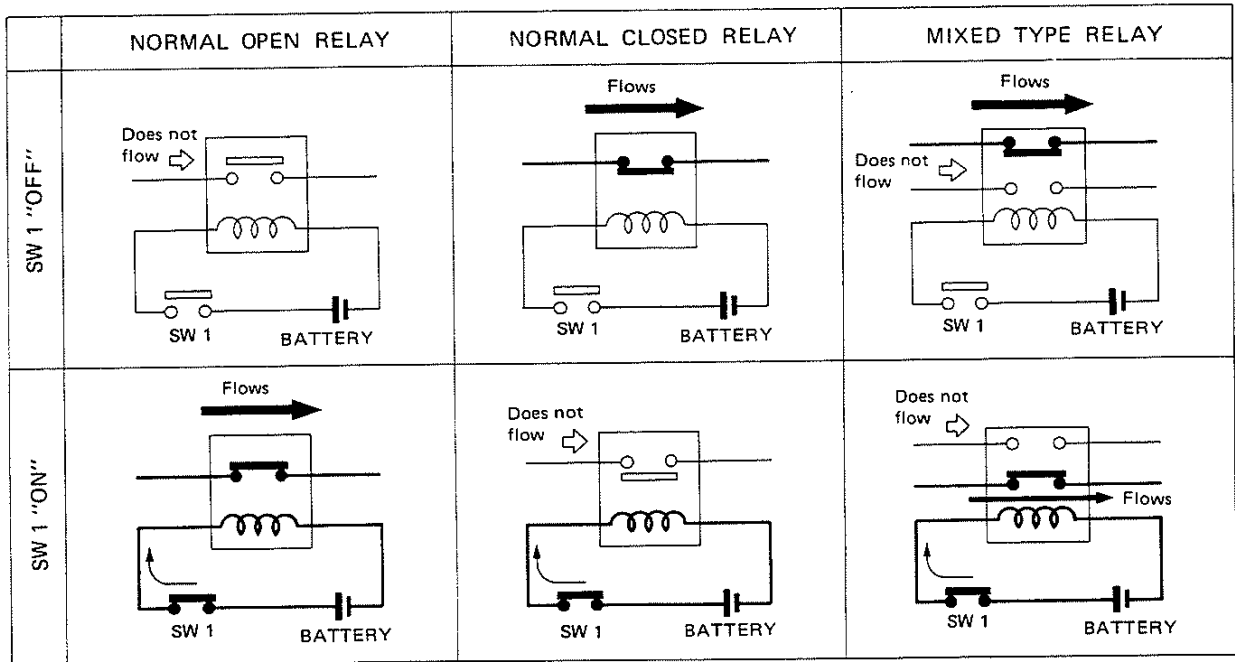 NORMAL OPEN RELAY
NORMAL CLOSED RELAY
MIXED TYPE RELAY
SW 1 "OFF"
Does not
flow
SW 1
BATTERY
Flows
SW 1
BATTERY
Flows
Does not
flow
SW 1
BATTERY
SW 1 "ON"
Flows
SW 1
BATTERY
Does not
flow
SW 1
BATTERY
Does not
flow
Flows
SW 1
BATTERY